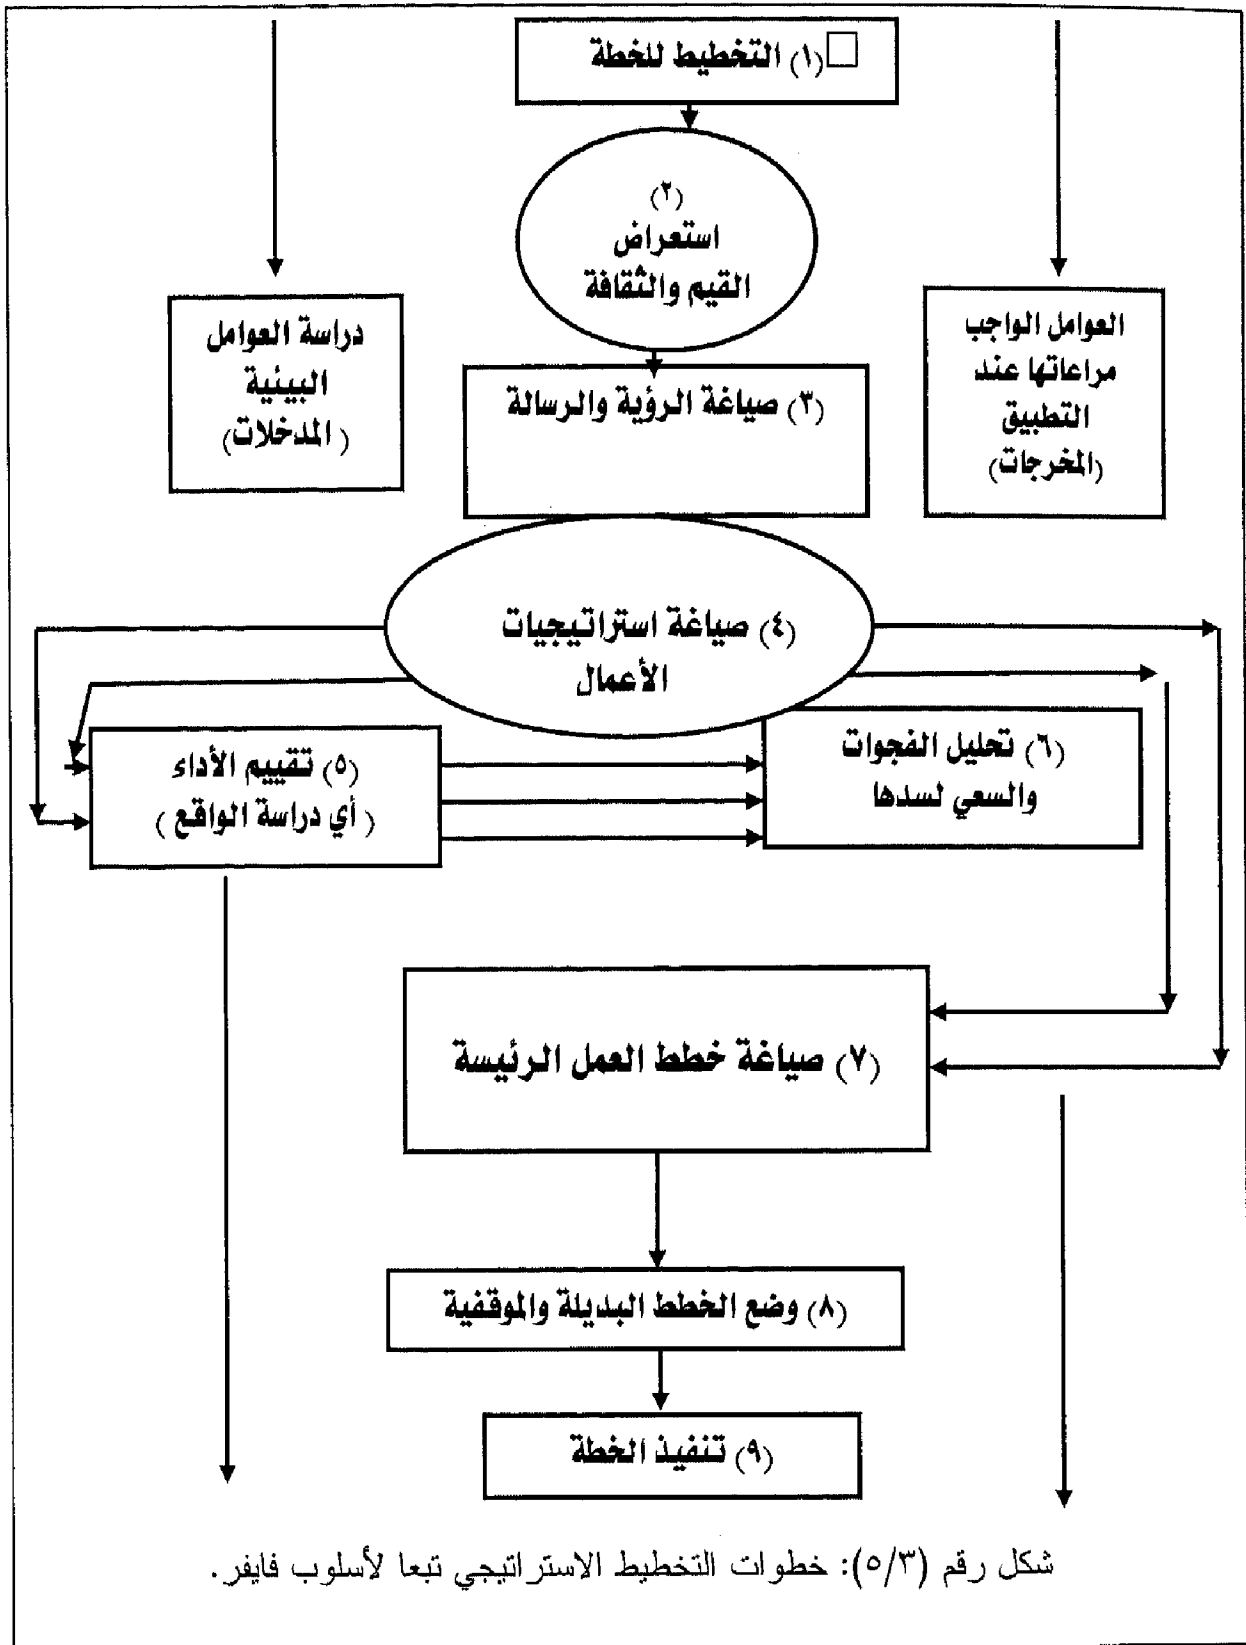 (١) التخطيط للخطة
(٢)
استعراض
القيم والثقافة
العوامل الواجب
مراعاتها عند
التطبيق
(المخرجات)
دراسة العوامل
البيئية
(المدخلات)
(٣) صياغة الرؤية والرسالة
(٤) صياغة استراتيجيات
الأعمال
(٥) تقييم الأداء
(أي دراسة الواقع)
(٦) تحليل الفجوات
والسعي لسدها
(٧) صياغة خطط العمل الرئيسة
(٨) وضع الخطط البديلة والموقفية
(٩) تنفيذ الخطة
شكل رقم (٥/٣): خطوات التخطيط الاستراتيجي تبعا لأسلوب فايفر.